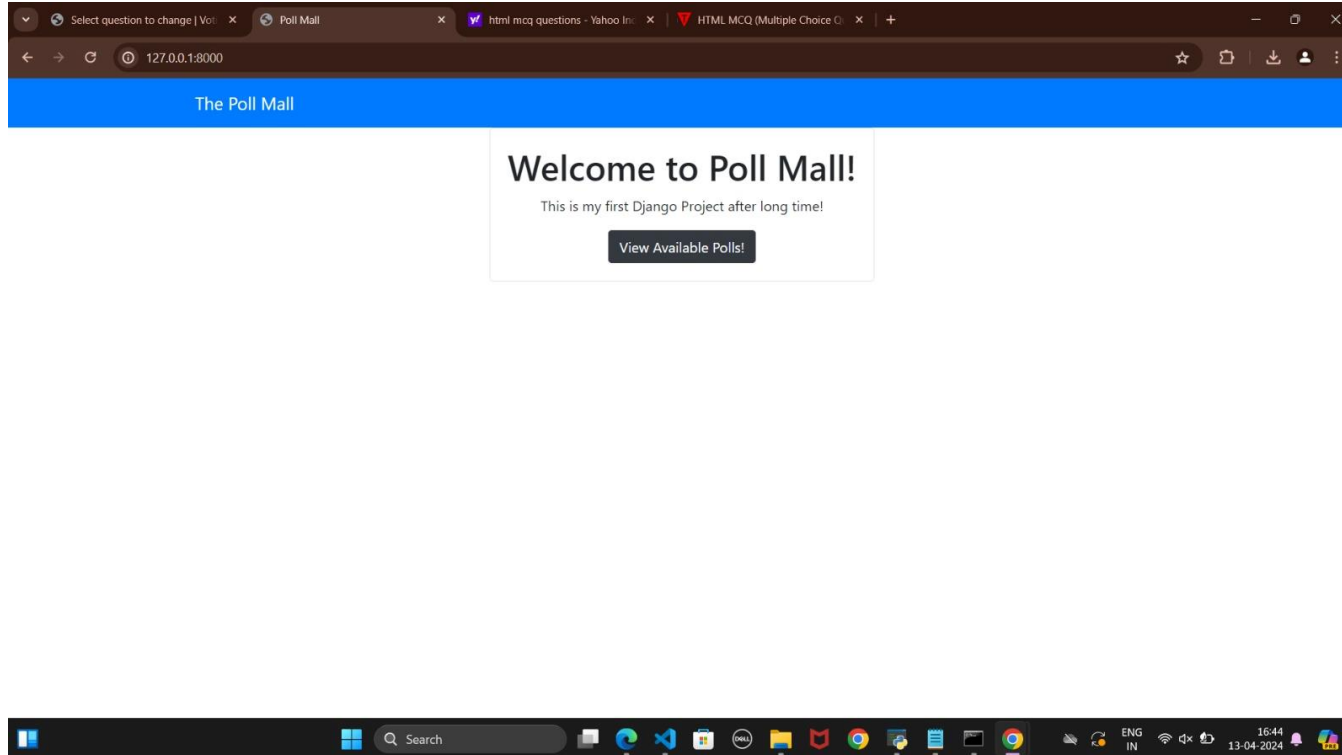 Select question to change | Vot
Poll Mall
html mcq questions - Yahoo Inc
HTML MCQ (Multiple Choice Q
127.0.0.1:8000
The Poll Mall
Welcome to Poll Mall!
This is my first Django Project after long time!
View Available Polls!
Search
DELL
ENG
IN
16:44
13-04-2024